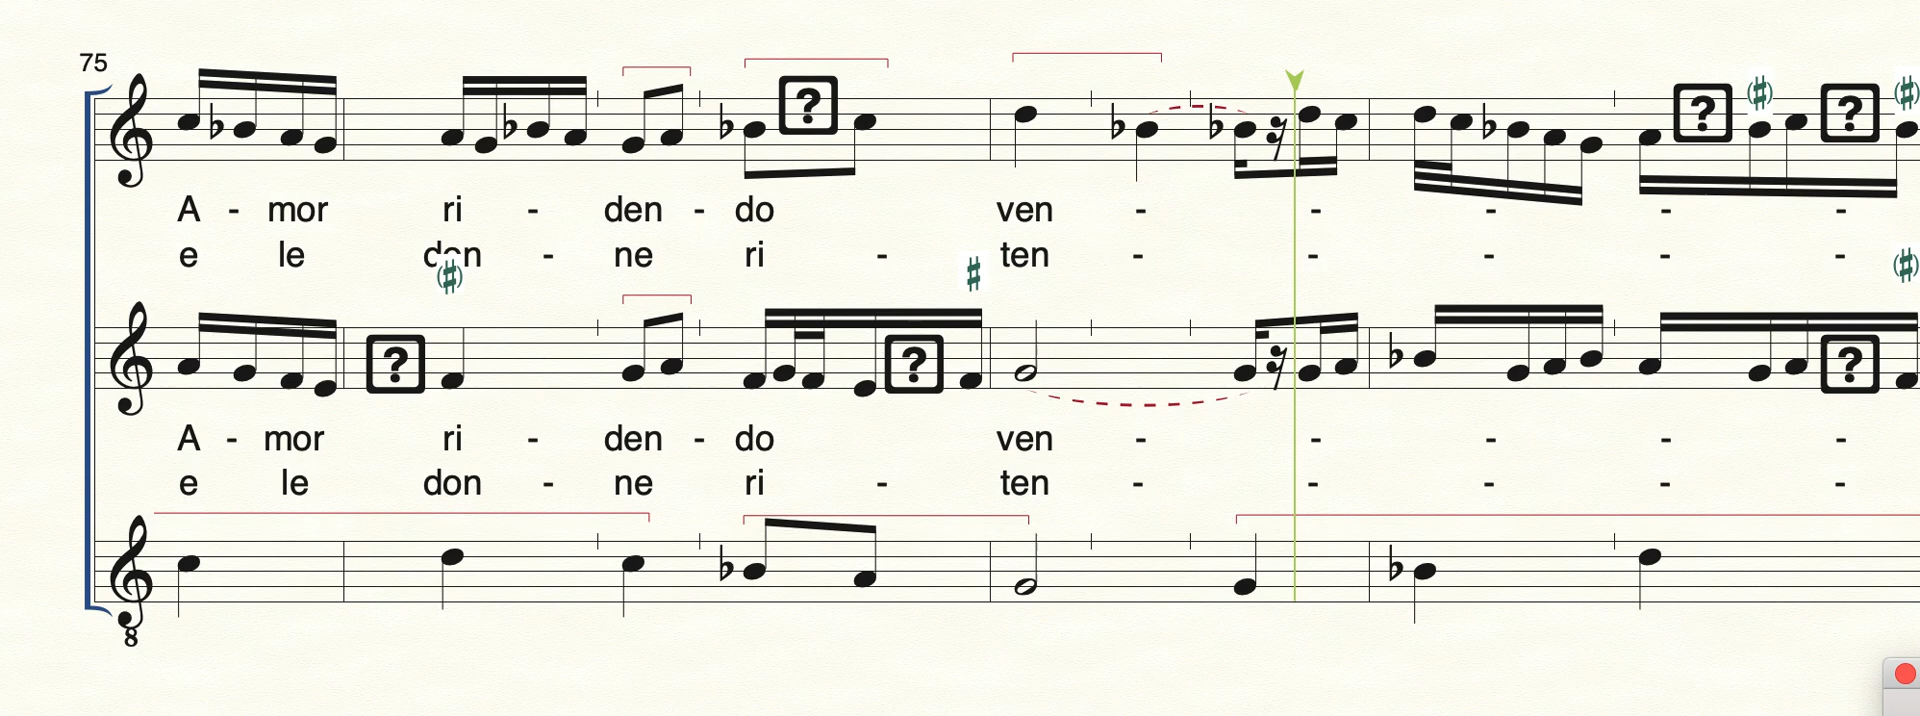 75
A - mor ri - den - do ven - - - - -
e le don - ne ri - ten - - - - -
A - mor ri - den - do ven - - - - -
e le don - ne ri - ten - - - - -
8